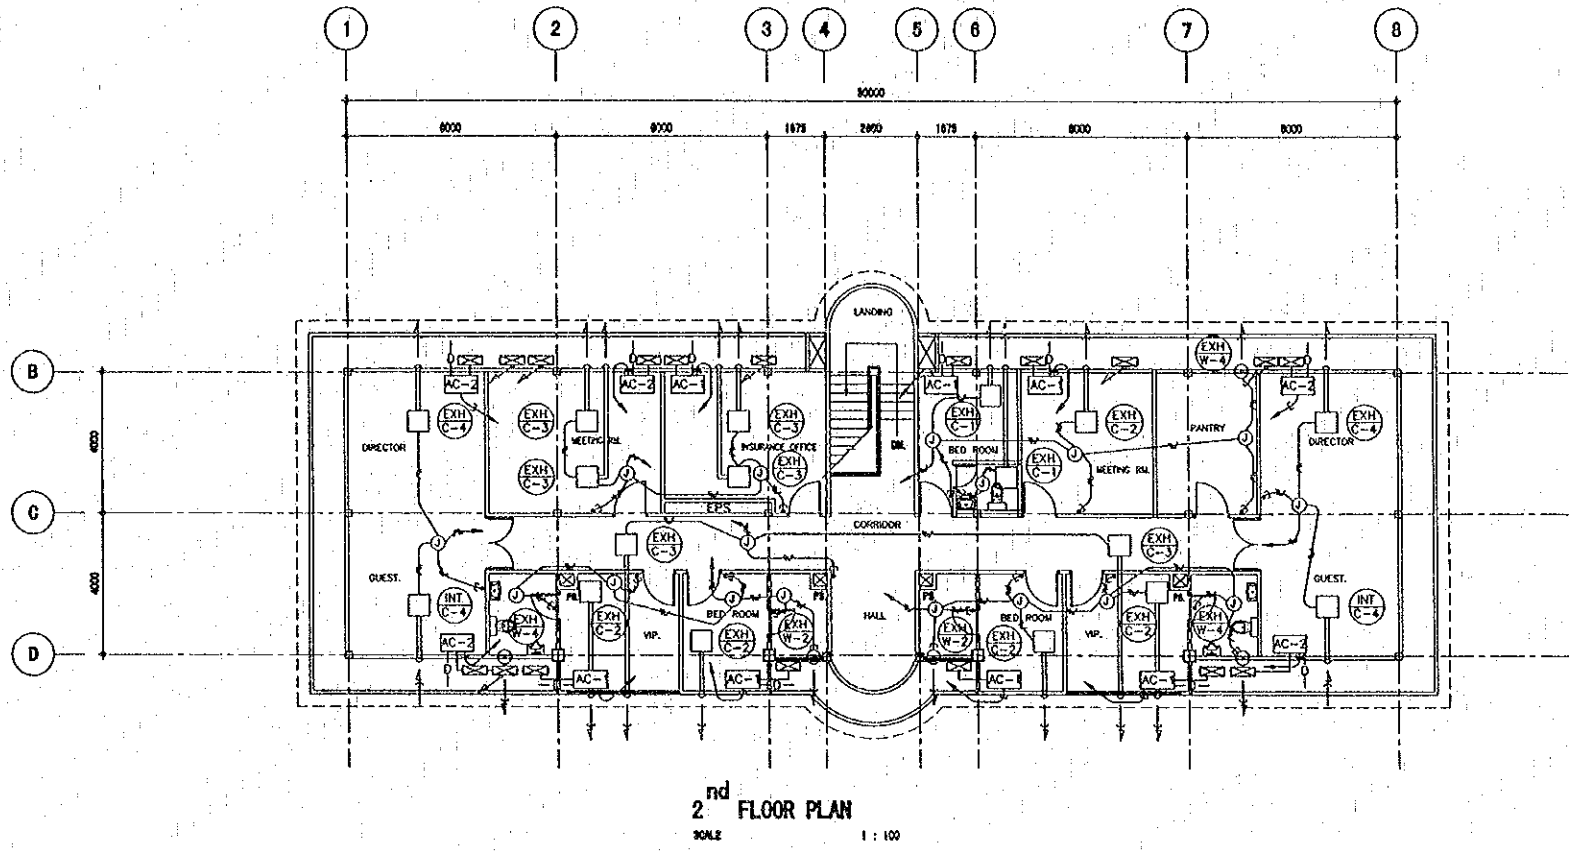 1 2 3 4 5 6 7 8
30000
6000 6000 1675 2600 1675 6000 6000
LANDING
B
EXH W-4
AC-2 AC-2 AC-1 AC-1 AC-1 AC-2
EXH C-4 EXH C-3 EXH C-3 EXH C-1 EXH C-2 EXH C-4
DIRECTOR MEETING RM. INSURANCE OFFICE DN. BED ROOM MEETING RM. PANTRY DIRECTOR
4000
EXH C-3 EXH C-3 EXH C-1
C
EPS
CORRIDOR
J
EXH C-3 EXH C-3
4000
GUEST. GUEST.
INT C-4 PS. PS PS PS. INT C-4
EXH W-4 EXH C-2 VIP. BED ROOM EXH C-2 EXH W-2 HALL EXH W-2 EXH C-2 BED ROOM VIP. EXH C-2 EXH W-4
AC-2 AC-2
D
AC-1 AC-1 AC-1 AC-1
2nd FLOOR PLAN
SCALE 1 : 100